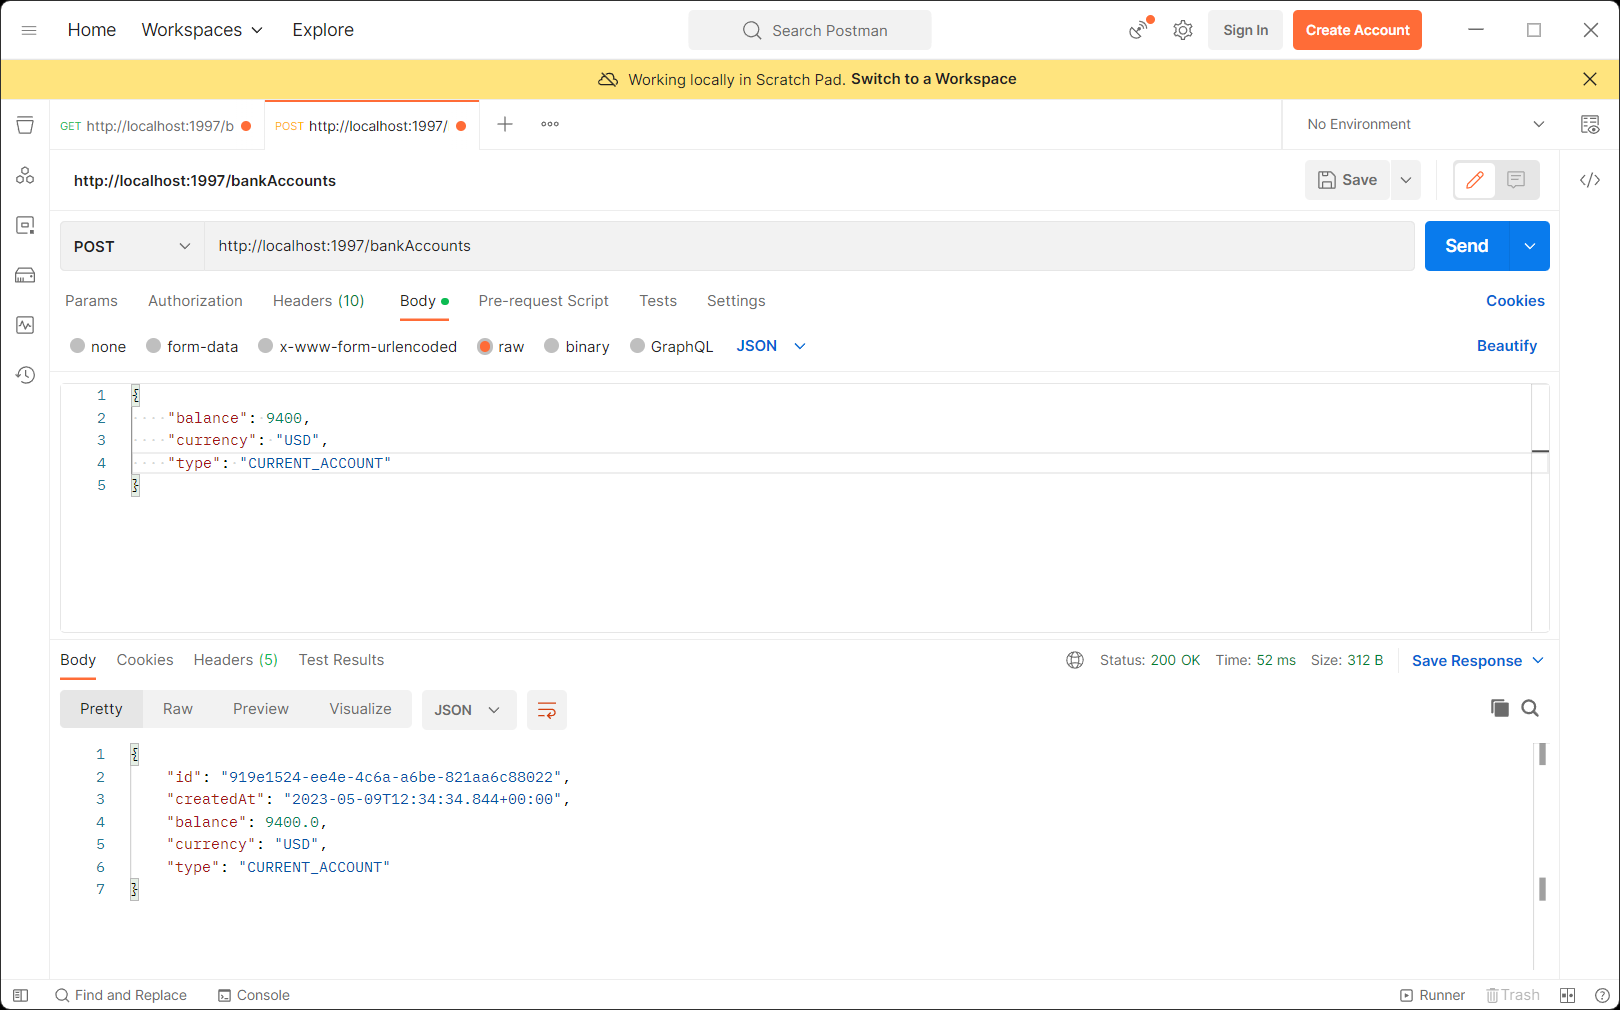 Home Workspaces Explore Search Postman Sign In Create Account
Working locally in Scratch Pad. Switch to a Workspace
GET http://localhost:1997/b POST http://localhost:1997/ No Environment
http://localhost:1997/bankAccounts Save
POST http://localhost:1997/bankAccounts Send
Params Authorization Headers (10) Body Pre-request Script Tests Settings Cookies
none form-data x-www-form-urlencoded raw binary GraphQL JSON Beautify
1 {
2 "balance": 9400,
3 "currency": "USD",
4 "type": "CURRENT_ACCOUNT"
5 }
Body Cookies Headers (5) Test Results Status: 200 OK Time: 52 ms Size: 312 B Save Response
Pretty Raw Preview Visualize JSON
1 {
2 "id": "919e1524-ee4e-4c6a-a6be-821aa6c88022",
3 "createdAt": "2023-05-09T12:34:34.844+00:00",
4 "balance": 9400.0,
5 "currency": "USD",
6 "type": "CURRENT_ACCOUNT"
7 }
Find and Replace Console Runner Trash